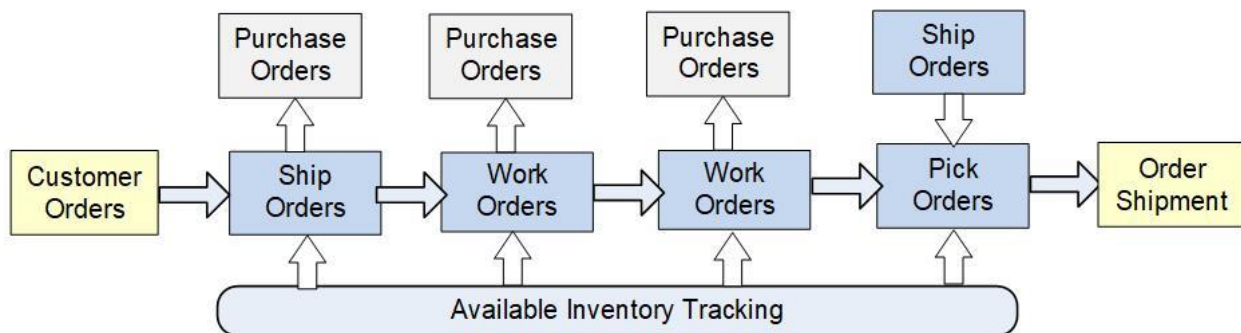 Purchase
Orders
Purchase
Orders
Purchase
Orders
Ship
Orders
Customer
Orders
Ship
Orders
Work
Orders
Work
Orders
Pick
Orders
Order
Shipment
Available Inventory Tracking